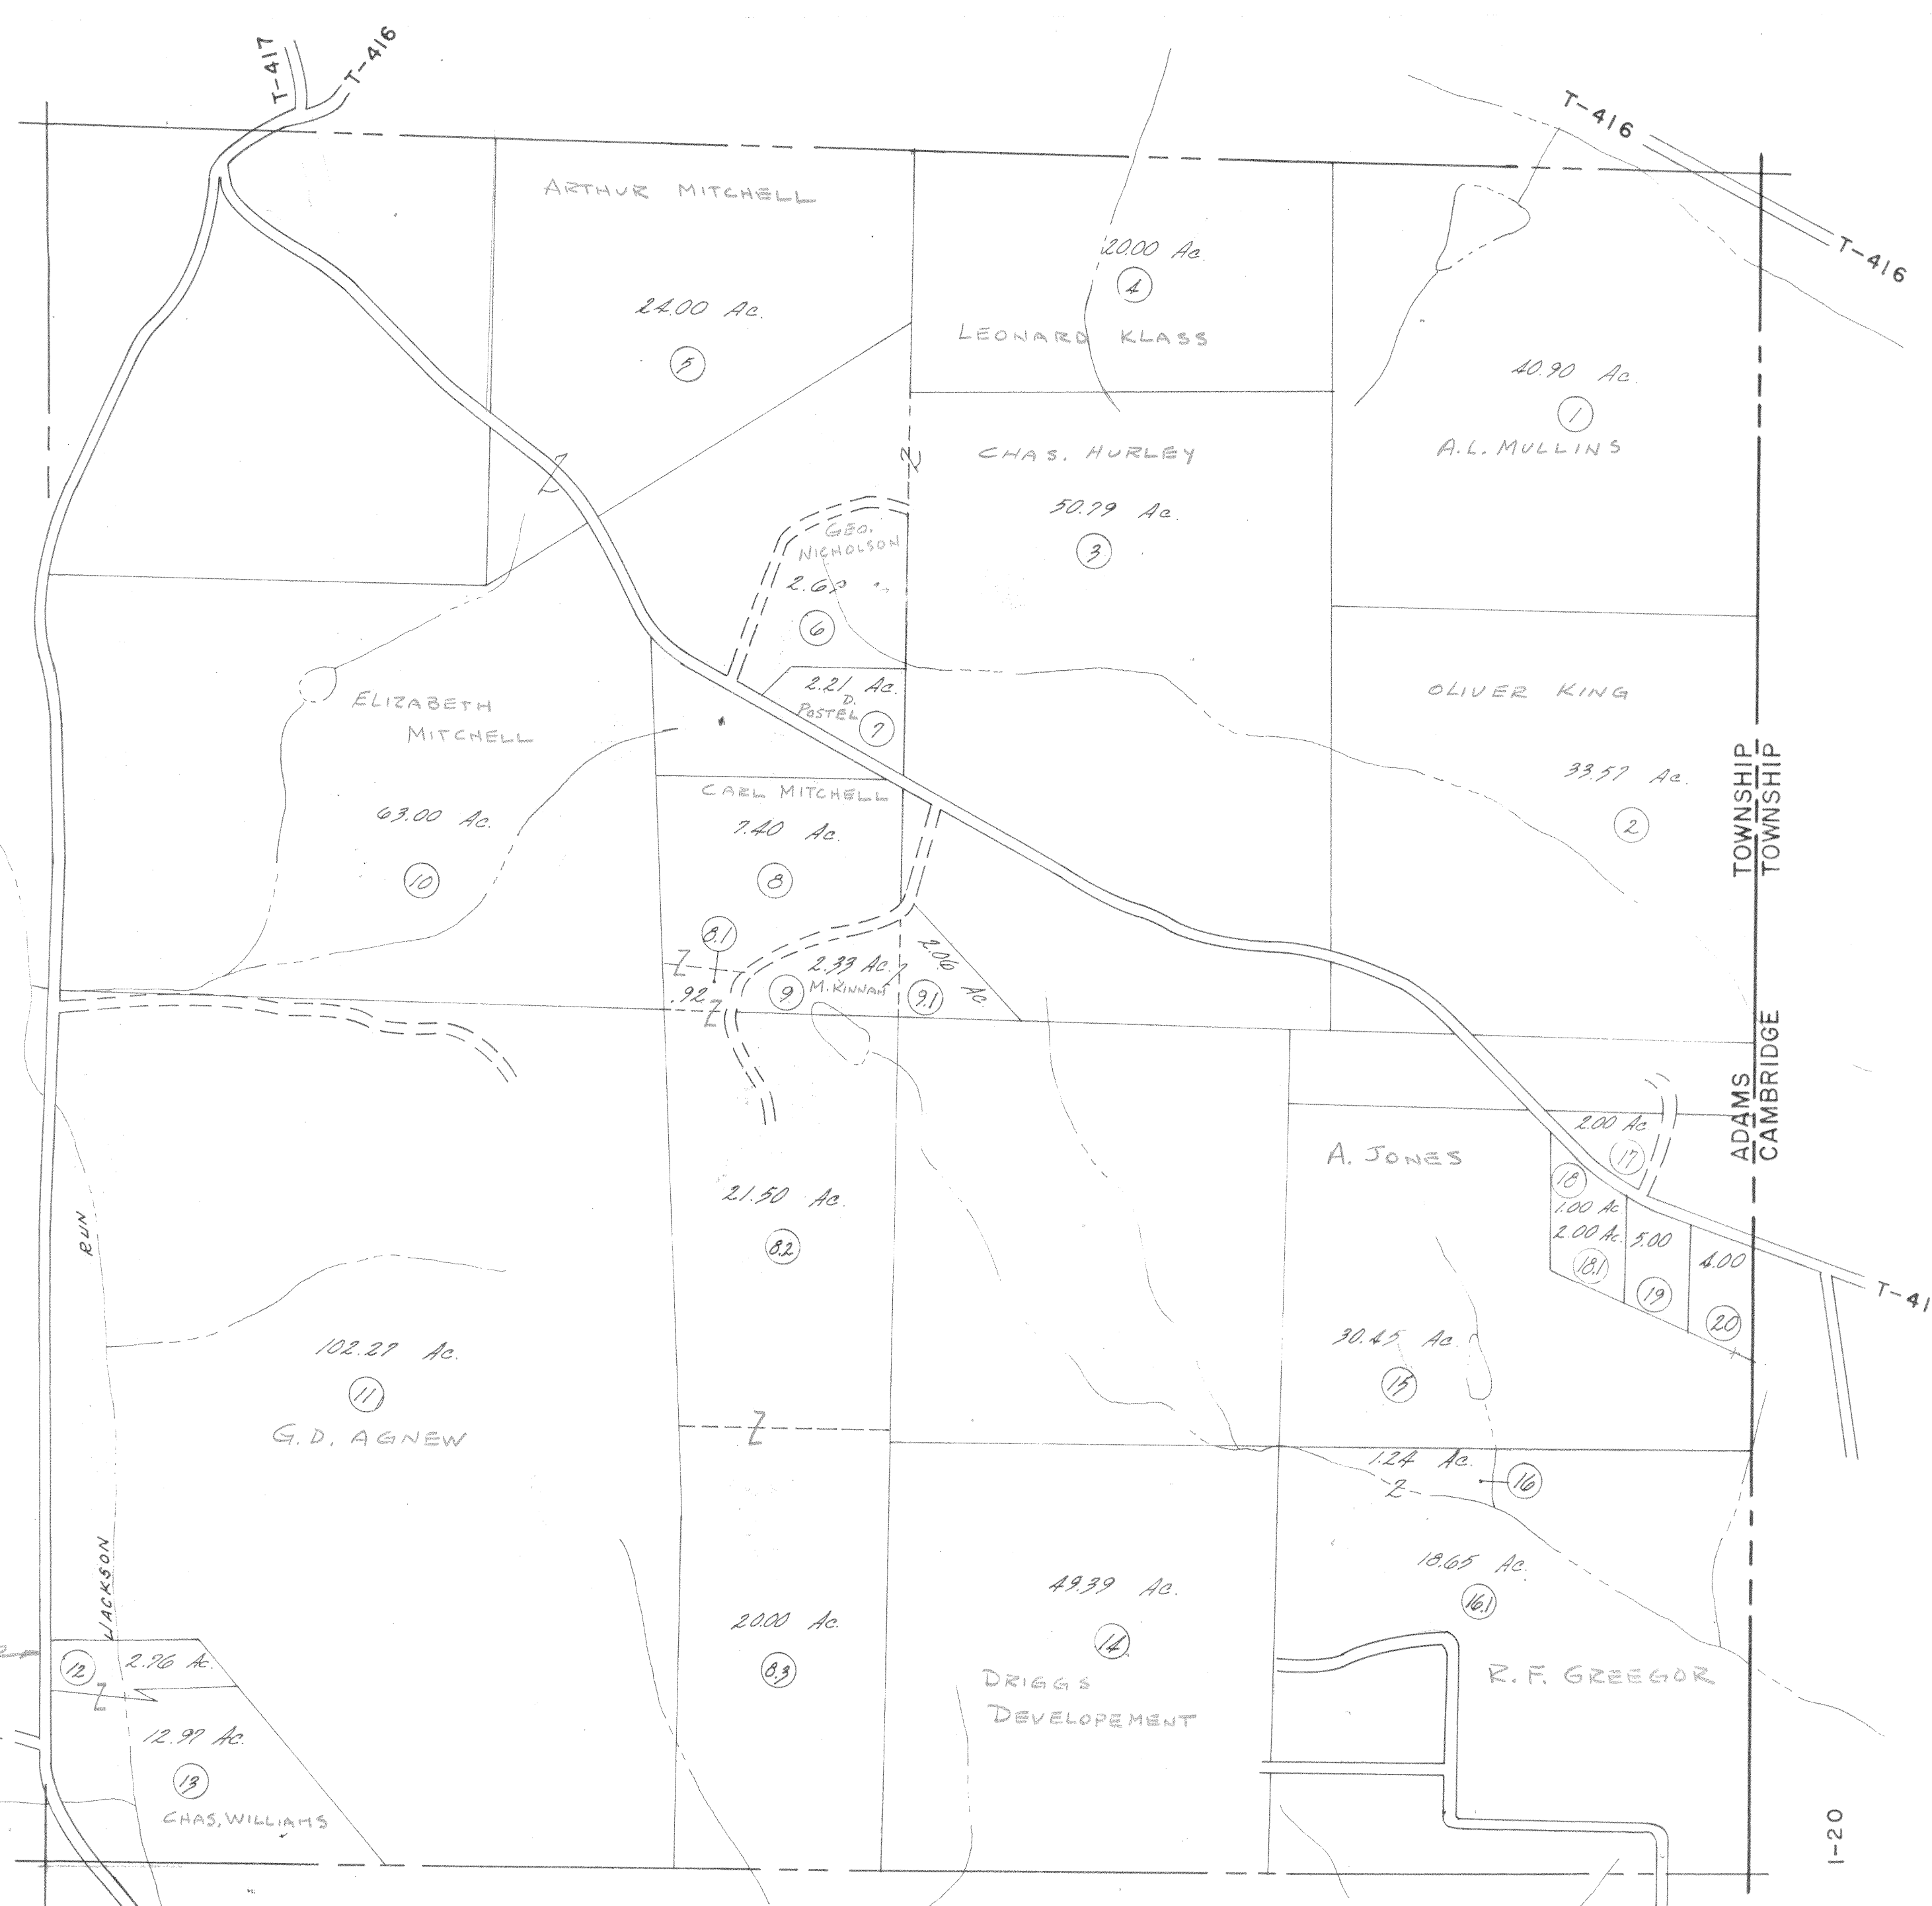 T-417
T-416
T-416
T-416
ARTHUR MITCHELL
24.00 Ac.
5
20.00 Ac.
4
LEONARD KLASS
40.90 Ac.
1
A.L. MULLINS
CHAS. HURLEY
50.79 Ac.
3
GEO.
NICHOLSON
6
2.21 Ac.
D.
POSTEL
7
OLIVER KING
33.57 Ac.
2
ELIZABETH
MITCHELL
63.00 Ac.
10
CARL MITCHELL
7.40 Ac.
8
8.1
.92
2.33 Ac.
9
M. KINNAN
2.06 Ac.
9.1
TOWNSHIP
TOWNSHIP
ADAMS
CAMBRIDGE
A. JONES
2.00 Ac.
17
18
1.00 Ac
2.00 Ac.
18.1
5.00
19
4.00
20
T-41
21.50 Ac.
8.2
30.45 Ac.
15
JACKSON RUN
102.27 Ac.
11
G.D. AGNEW
1.24 Ac.
16
18.65 Ac.
16.1
R.F. GREEGOR
49.39 Ac.
14
DRIGGS
DEVELOPEMENT
20.00 Ac.
8.3
12
2.76 Ac.
12.97 Ac.
13
CHAS. WILLIAMS
1-20